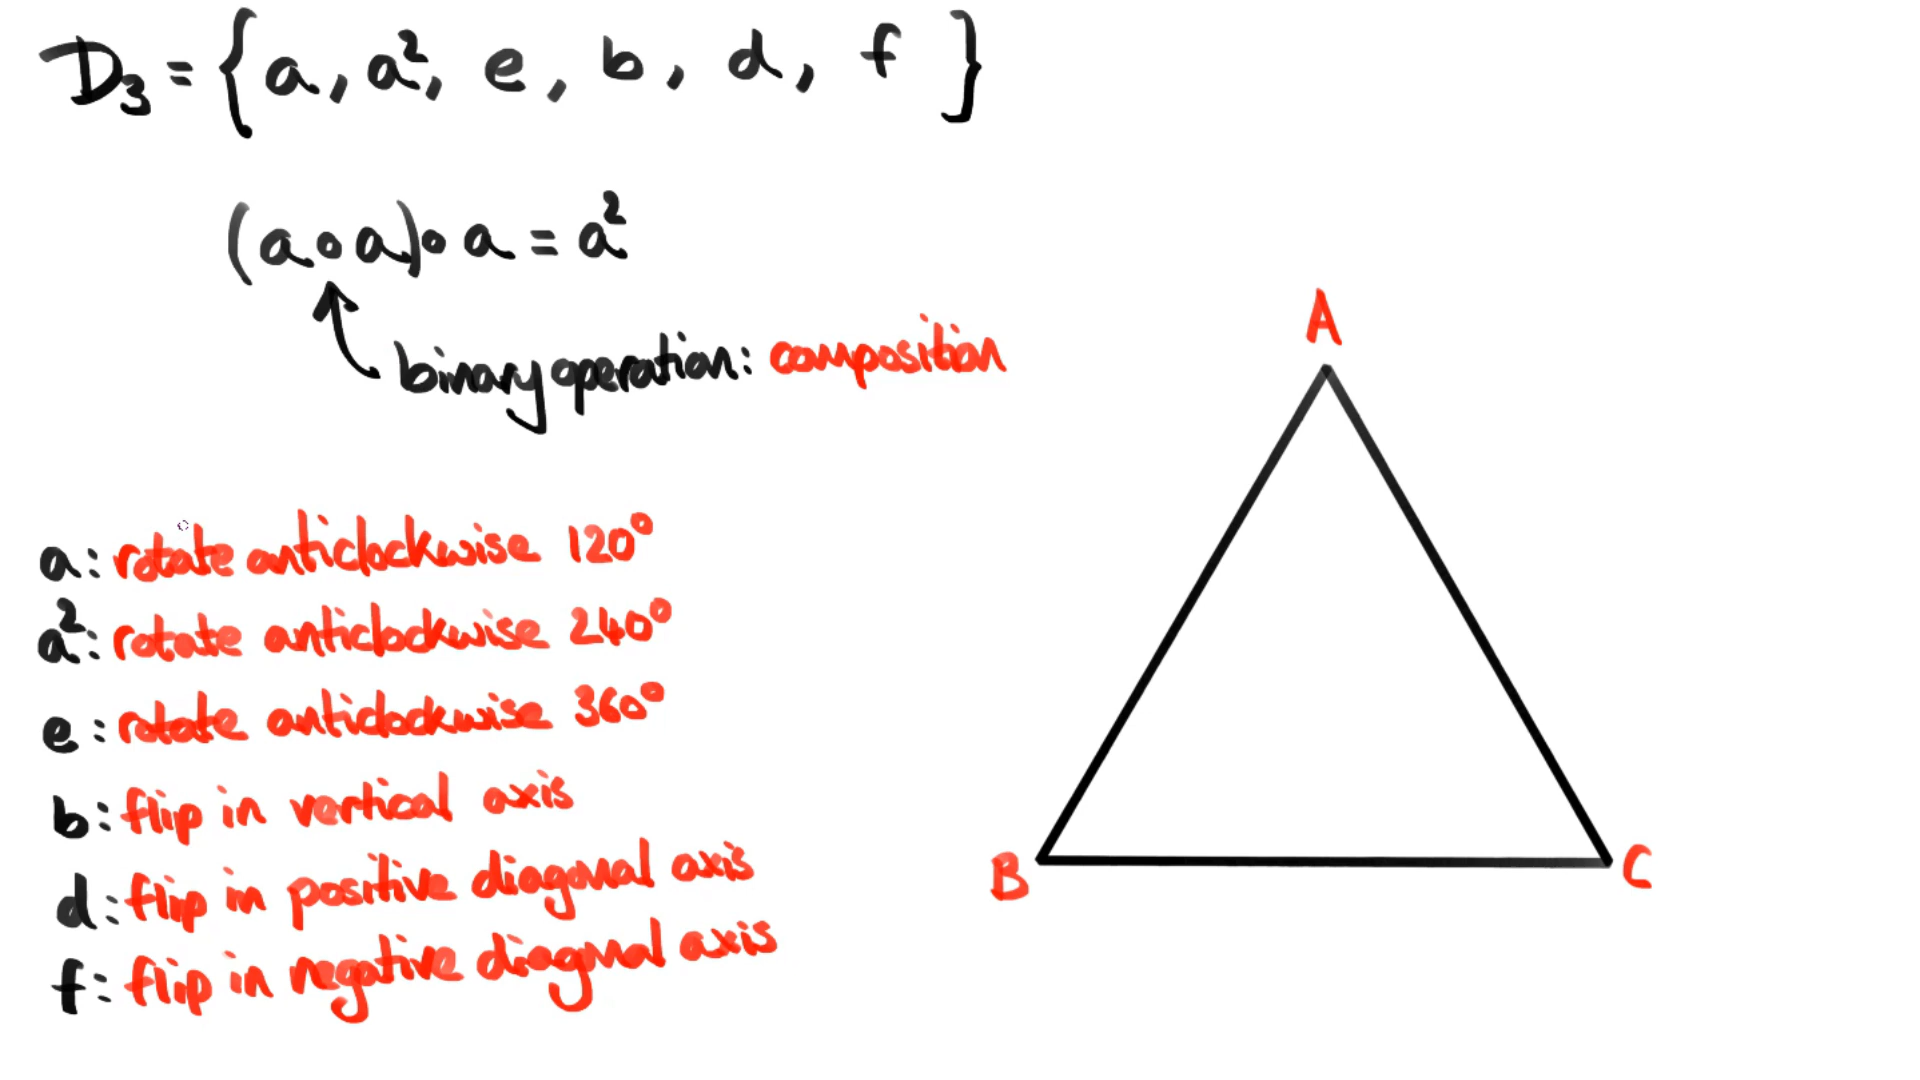 D₃ = { a, a², e, b, d, f }
(a∘a)∘a = a²
binary operation: composition
A
a: rotate anticlockwise 120°
a²: rotate anticlockwise 240°
e: rotate anticlockwise 360°
b: flip in vertical axis
B
C
d: flip in positive diagonal axis
f: flip in negative diagonal axis